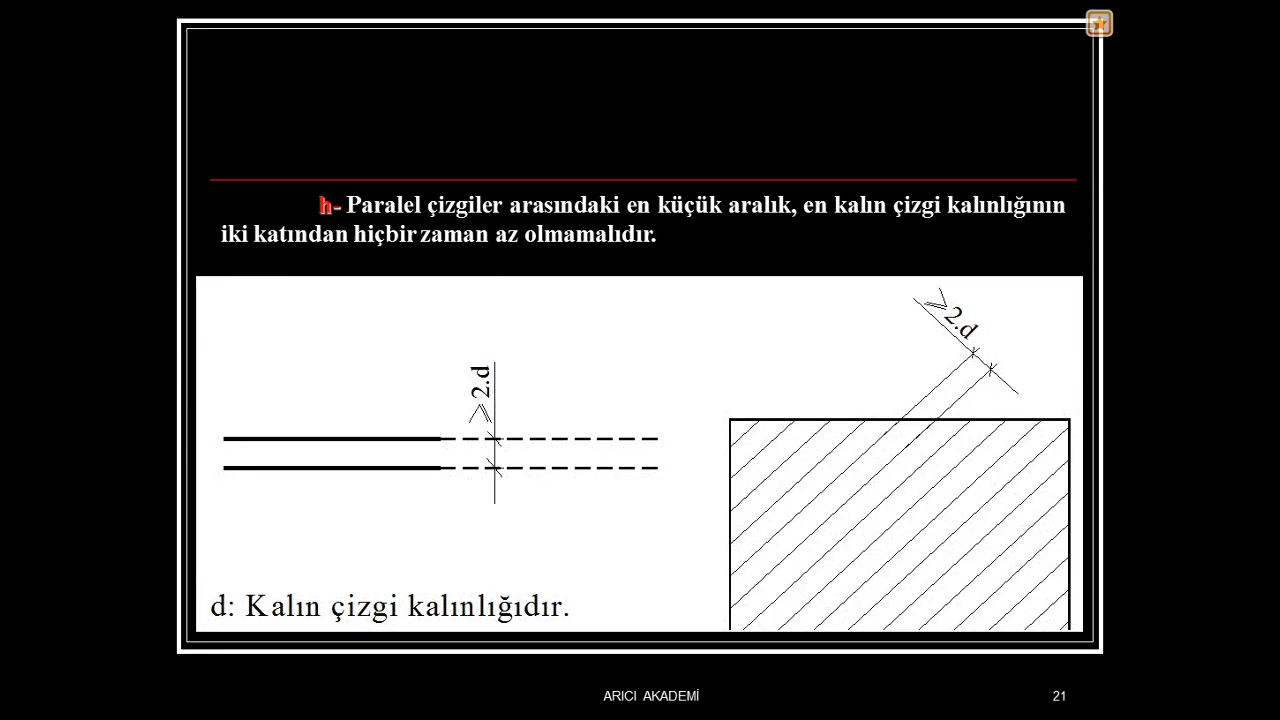 h- Paralel çizgiler arasındaki en küçük aralık, en kalın çizgi kalınlığının
iki katından hiçbir zaman az olmamalıdır.
⩾2.d
⩾2.d
d: Kalın çizgi kalınlığıdır.
ARICI AKADEMİ
21